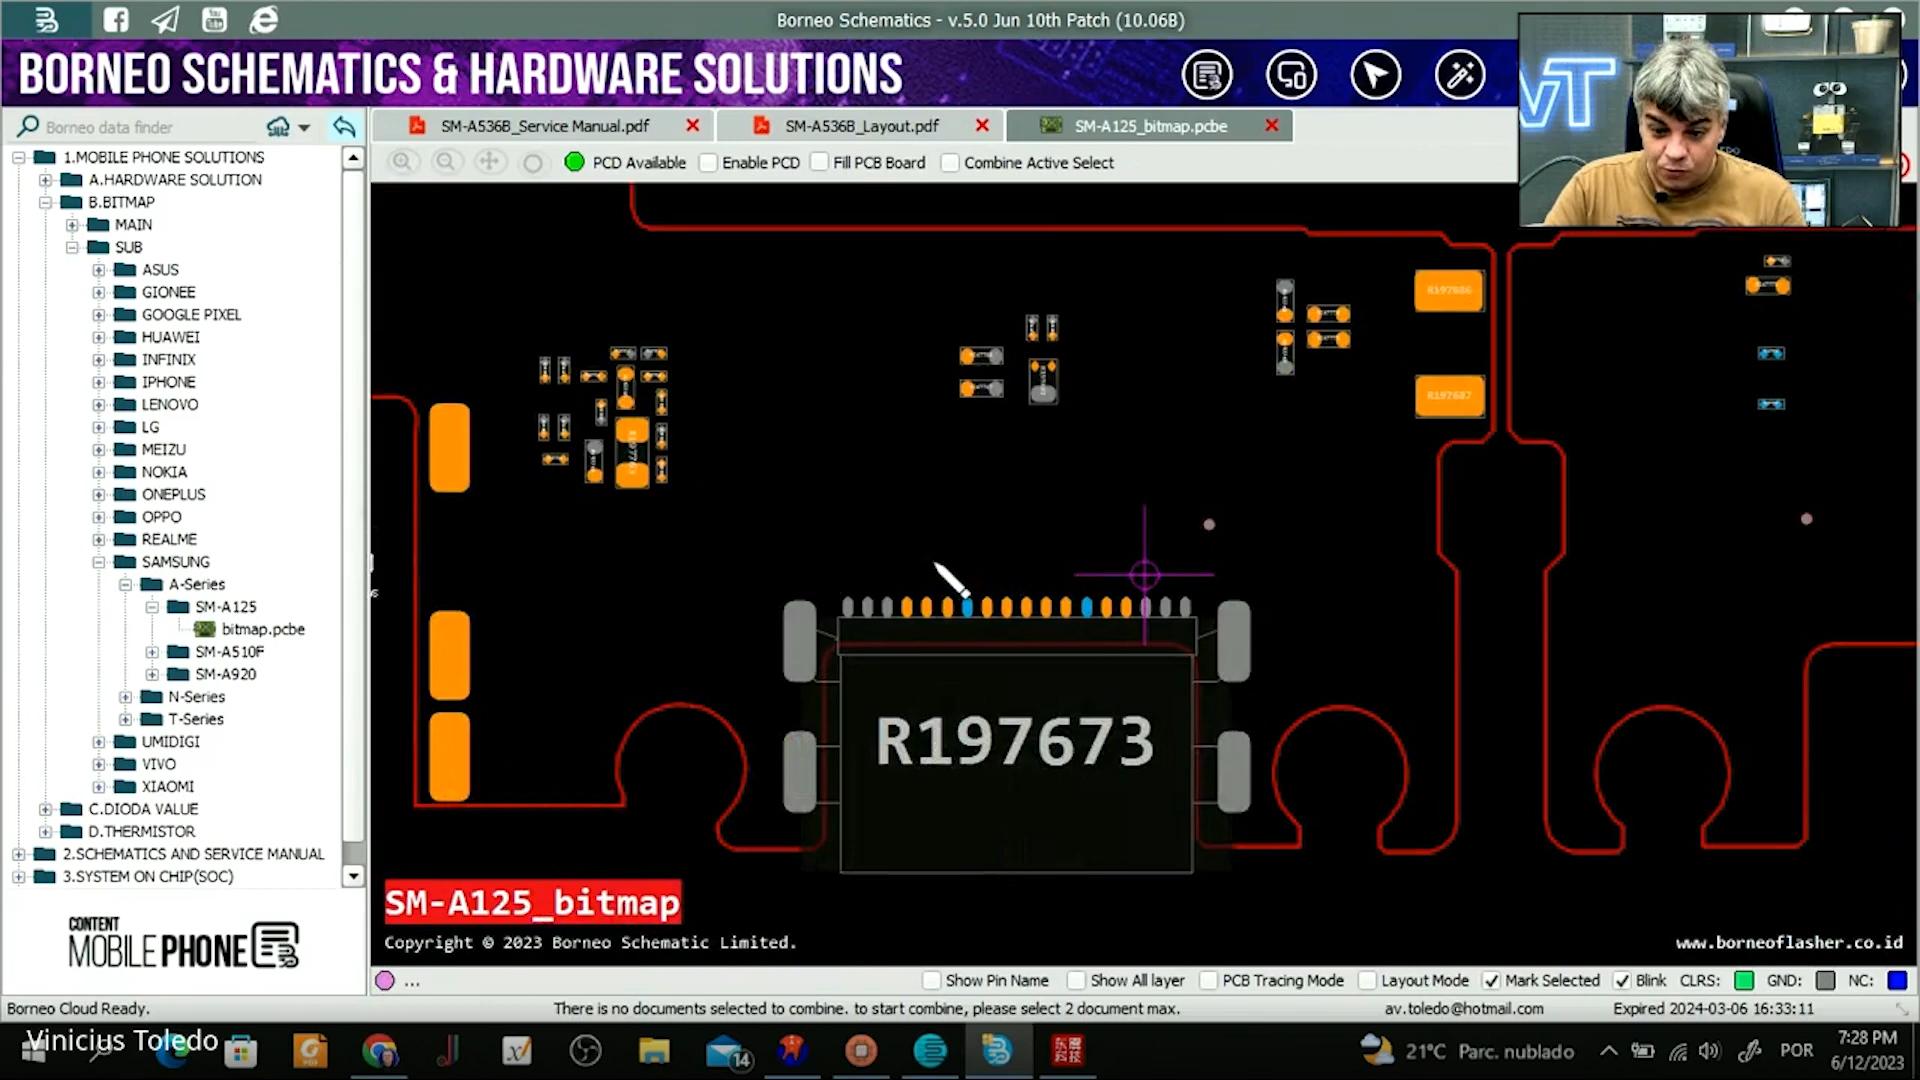 Borneo Schematics - v.5.0 Jun 10th Patch (10.06B)
BORNEO SCHEMATICS & HARDWARE SOLUTIONS
Borneo data finder
SM-A536B_Service Manual.pdf
SM-A536B_Layout.pdf
SM-A125_bitmap.pcbe
PCD Available
Enable PCD
Fill PCB Board
Combine Active Select
1.MOBILE PHONE SOLUTIONS
A.HARDWARE SOLUTION
B.BITMAP
MAIN
SUB
ASUS
GIONEE
GOOGLE PIXEL
HUAWEI
INFINIX
IPHONE
LENOVO
LG
MEIZU
NOKIA
ONEPLUS
OPPO
REALME
SAMSUNG
A-Series
SM-A125
bitmap.pcbe
SM-A510F
SM-A920
N-Series
T-Series
UMIDIGI
VIVO
XIAOMI
C.DIODA VALUE
D.THERMISTOR
2.SCHEMATICS AND SERVICE MANUAL
3.SYSTEM ON CHIP(SOC)
CONTENT
MOBILE PHONE
VT
R197686
R197687
R197673
SM-A125_bitmap
Copyright © 2023 Borneo Schematic Limited.
www.borneoflasher.co.id
...
Show Pin Name
Show All layer
PCB Tracing Mode
Layout Mode
Mark Selected
Blink
CLRS:
GND:
NC:
Borneo Cloud Ready.
There is no documents selected to combine. to start combine, please select 2 document max.
av.toledo@hotmail.com
Expired 2024-03-06 16:33:11
Vinicius Toledo
14
21°C Parc. nublado
POR
7:28 PM
6/12/2023